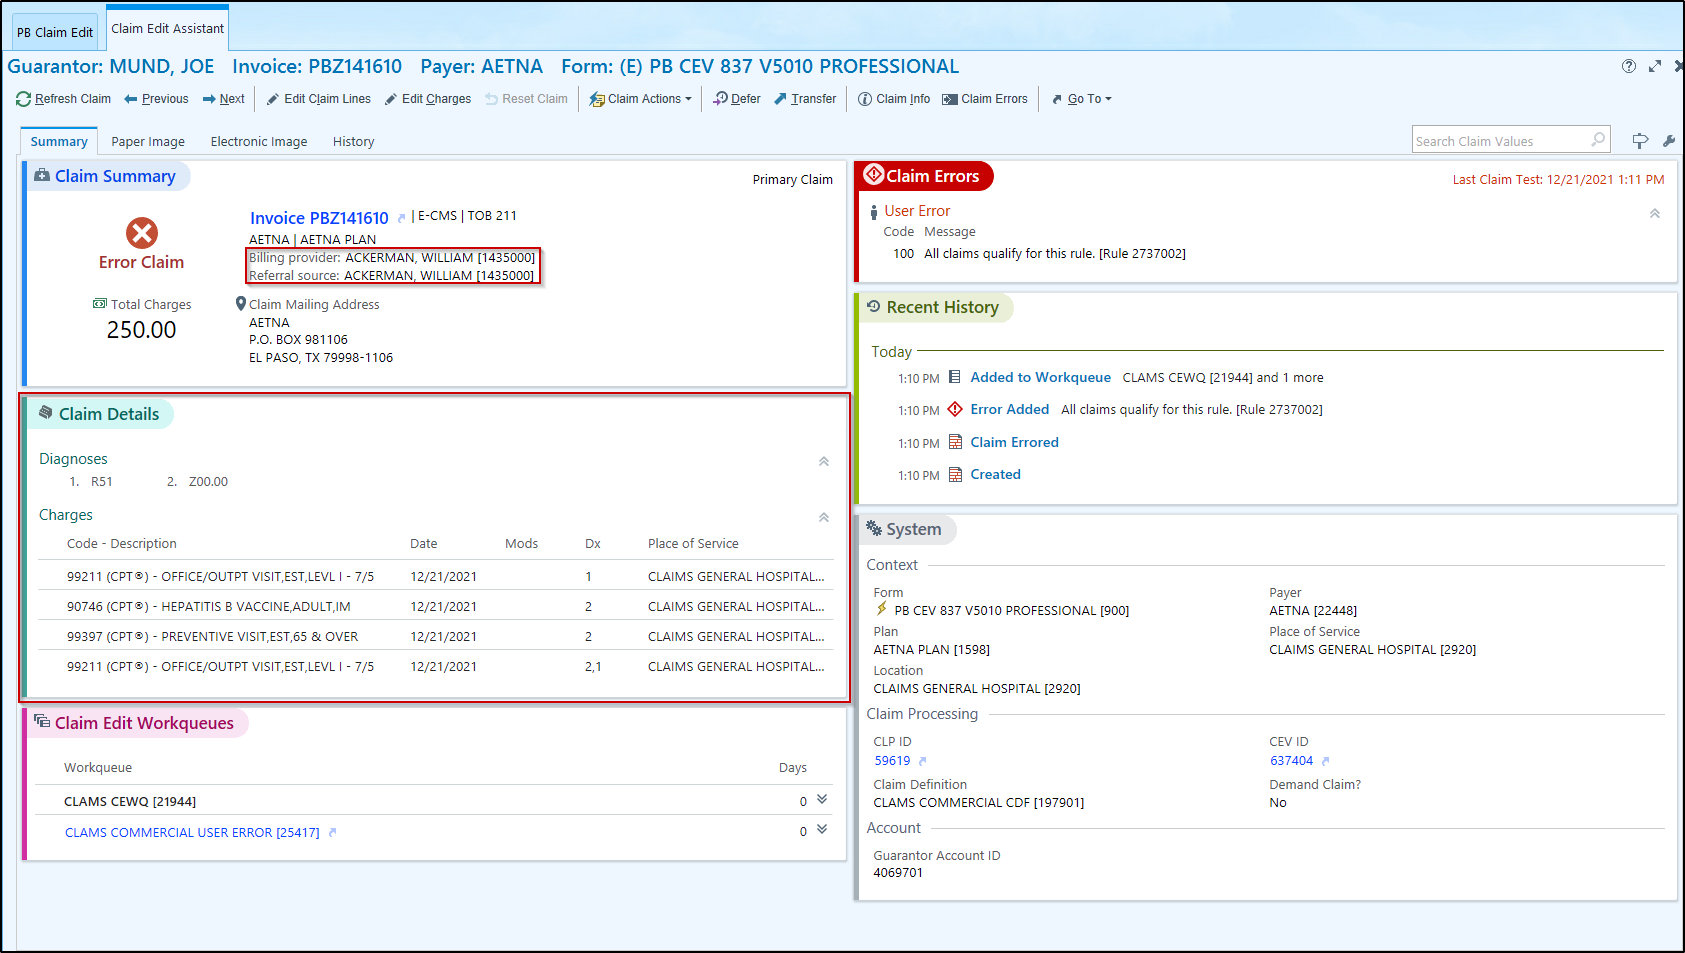 PB Claim Edit
Claim Edit Assistant
Guarantor: MUND, JOE Invoice: PBZ141610 Payer: AETNA Form: (E) PB CEV 837 V5010 PROFESSIONAL
Refresh Claim Previous Next Edit Claim Lines Edit Charges Reset Claim Claim Actions Defer Transfer Claim Info Claim Errors Go To
Summary Paper Image Electronic Image History
Search Claim Values
Claim Summary
Primary Claim
Error Claim
Total Charges
250.00
Invoice PBZ141610 | E-CMS | TOB 211
AETNA | AETNA PLAN
Billing provider: ACKERMAN, WILLIAM [1435000]
Referral source: ACKERMAN, WILLIAM [1435000]
Claim Mailing Address
AETNA
P.O. BOX 981106
EL PASO, TX 79998-1106
Claim Details
Diagnoses
1. R51 2. Z00.00
Charges
Code - Description Date Mods Dx Place of Service
99211 (CPT®) - OFFICE/OUTPT VISIT,EST,LEVL I - 7/5 12/21/2021 1 CLAIMS GENERAL HOSPITAL...
90746 (CPT®) - HEPATITIS B VACCINE,ADULT,IM 12/21/2021 2 CLAIMS GENERAL HOSPITAL...
99397 (CPT®) - PREVENTIVE VISIT,EST,65 & OVER 12/21/2021 2 CLAIMS GENERAL HOSPITAL...
99211 (CPT®) - OFFICE/OUTPT VISIT,EST,LEVL I - 7/5 12/21/2021 2,1 CLAIMS GENERAL HOSPITAL...
Claim Edit Workqueues
Workqueue Days
CLAMS CEWQ [21944] 0
CLAMS COMMERCIAL USER ERROR [25417] 0
Claim Errors
Last Claim Test: 12/21/2021 1:11 PM
User Error
Code Message
100 All claims qualify for this rule. [Rule 2737002]
Recent History
Today
1:10 PM Added to Workqueue CLAMS CEWQ [21944] and 1 more
1:10 PM Error Added All claims qualify for this rule. [Rule 2737002]
1:10 PM Claim Errored
1:10 PM Created
System
Context
Form Payer
PB CEV 837 V5010 PROFESSIONAL [900] AETNA [22448]
Plan Place of Service
AETNA PLAN [1598] CLAIMS GENERAL HOSPITAL [2920]
Location
CLAIMS GENERAL HOSPITAL [2920]
Claim Processing
CLP ID CEV ID
59619 637404
Claim Definition Demand Claim?
CLAMS COMMERCIAL CDF [197901] No
Account
Guarantor Account ID
4069701